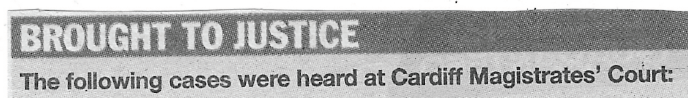 BROUGHT TO JUSTICE
The following cases were heard at Cardiff Magistrates' Court: